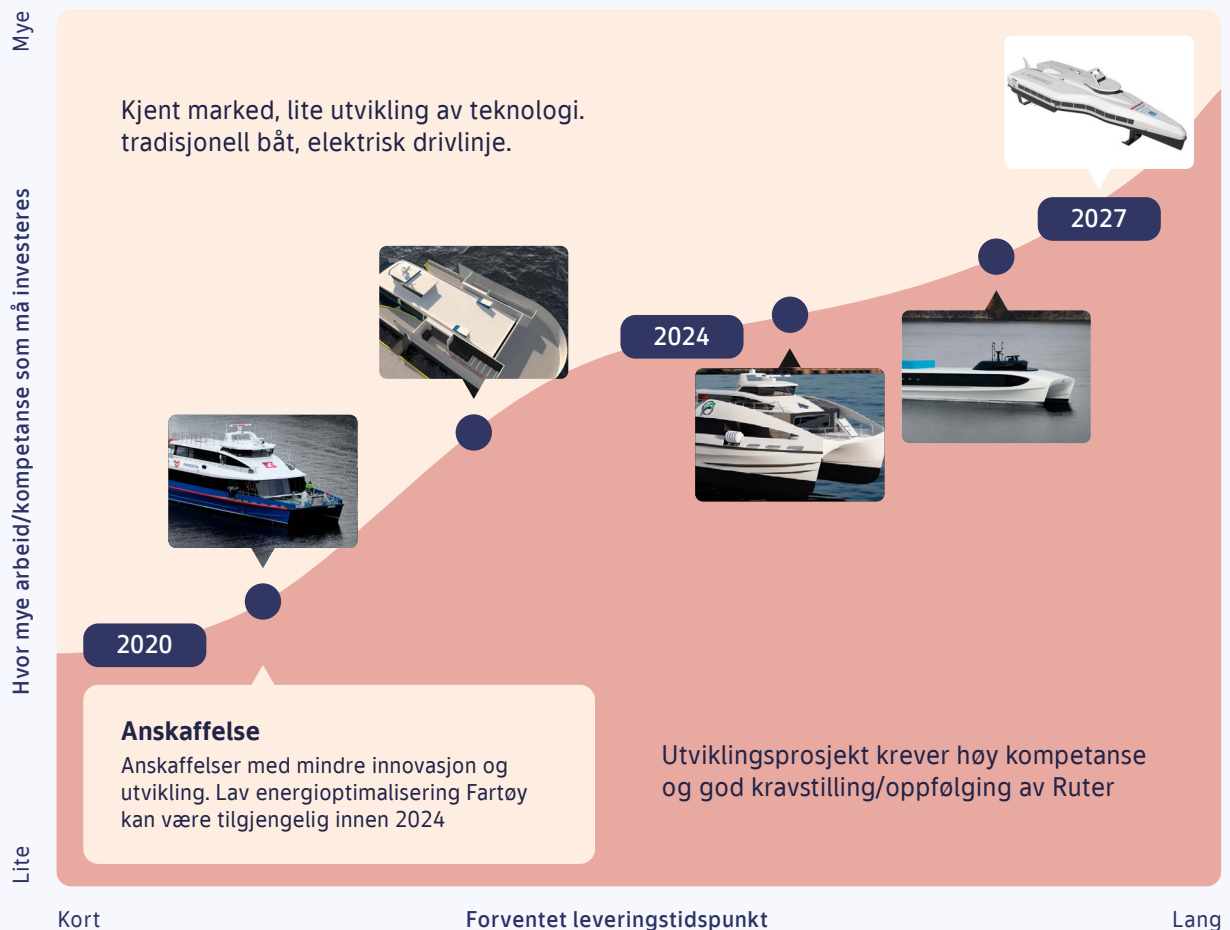 Mye
Hvor mye arbeid/kompetanse som må investeres
Lite
Kjent marked, lite utvikling av teknologi.
tradisjonell båt, elektrisk drivlinje.
2027
2024
2020
Anskaffelse
Anskaffelser med mindre innovasjon og
utvikling. Lav energioptimalisering Fartøy
kan være tilgjengelig innen 2024
Utviklingsprosjekt krever høy kompetanse
og god kravstilling/oppfølging av Ruter
Kort
Forventet leveringstidspunkt
Lang